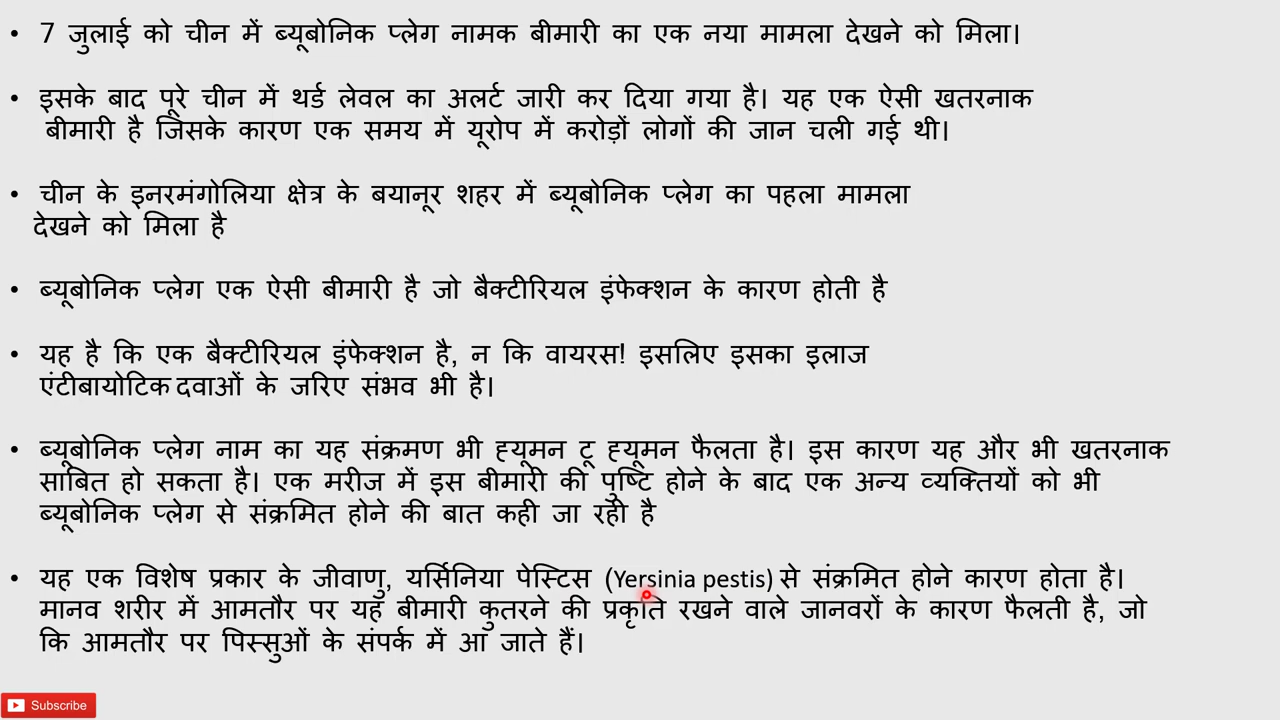 • 7 जुलाई को चीन में ब्यूबोनिक प्लेग नामक बीमारी का एक नया मामला देखने को मिला।
• इसके बाद पूरे चीन में थर्ड लेवल का अलर्ट जारी कर दिया गया है। यह एक ऐसी खतरनाक
बीमारी है जिसके कारण एक समय में यूरोप में करोड़ों लोगों की जान चली गई थी।
• चीन के इनरमंगोलिया क्षेत्र के बयानूर शहर में ब्यूबोनिक प्लेग का पहला मामला
देखने को मिला है
• ब्यूबोनिक प्लेग एक ऐसी बीमारी है जो बैक्टीरियल इंफेक्शन के कारण होती है
• यह है कि एक बैक्टीरियल इंफेक्शन है, न कि वायरस! इसलिए इसका इलाज
एंटीबायोटिक दवाओं के जरिए संभव भी है।
• ब्यूबोनिक प्लेग नाम का यह संक्रमण भी ह्यूमन टू ह्यूमन फैलता है। इस कारण यह और भी खतरनाक
साबित हो सकता है। एक मरीज में इस बीमारी की पुष्टि होने के बाद एक अन्य व्यक्तियों को भी
ब्यूबोनिक प्लेग से संक्रमित होने की बात कही जा रही है
• यह एक विशेष प्रकार के जीवाणु, यर्सिनिया पेस्टिस (Yersinia pestis) से संक्रमित होने कारण होता है।
मानव शरीर में आमतौर पर यह बीमारी कुतरने की प्रकृति रखने वाले जानवरों के कारण फैलती है, जो
कि आमतौर पर पिस्सुओं के संपर्क में आ जाते हैं।
Subscribe